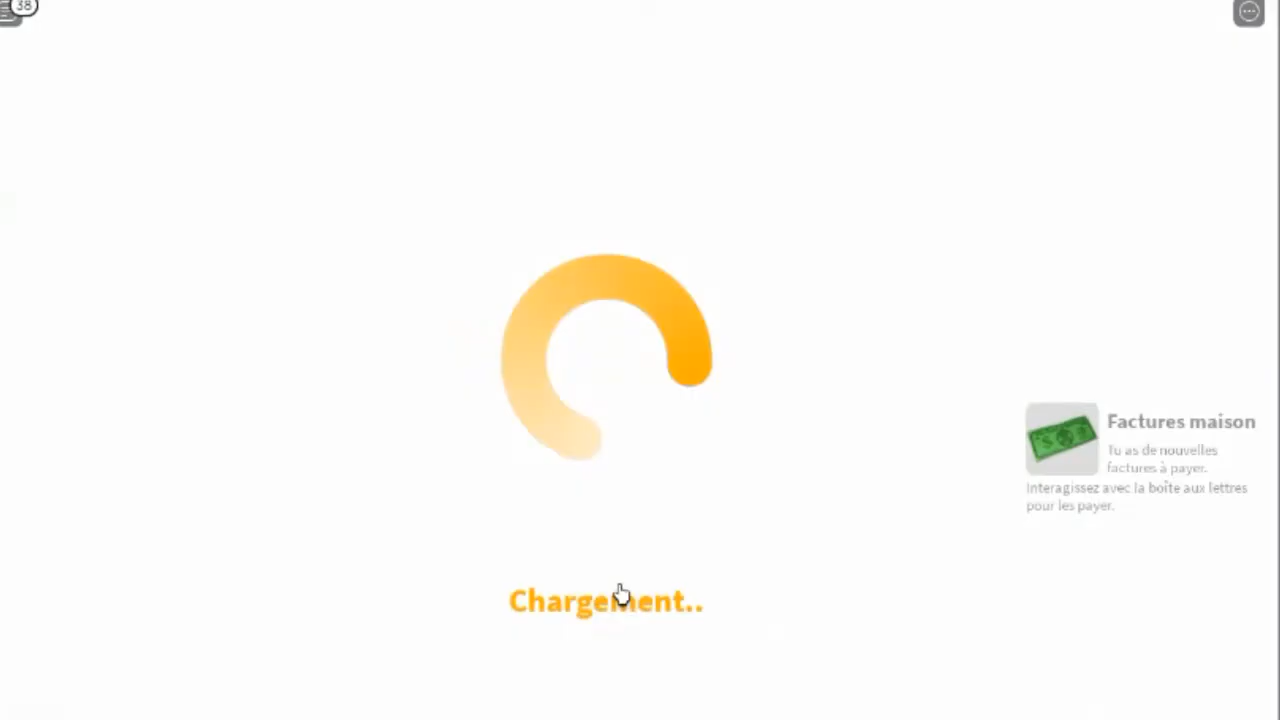 38
Factures maison
Tu as de nouvelles
factures à payer.
Interagissez avec la boîte aux lettres
pour les payer.
Chargement..